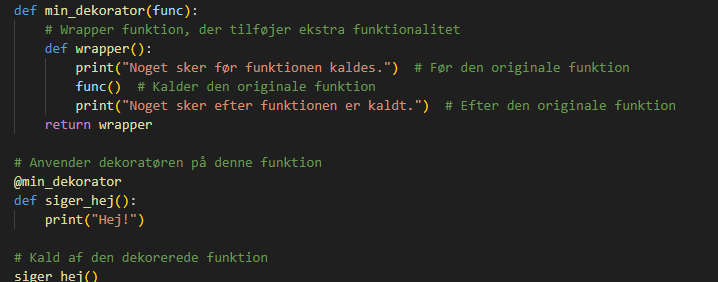 def min_dekorator(func):
    # Wrapper funktion, der tilføjer ekstra funktionalitet
    def wrapper():
        print("Noget sker før funktionen kaldes.")  # Før den originale funktion
        func()  # Kalder den originale funktion
        print("Noget sker efter funktionen er kaldt.")  # Efter den originale funktion
    return wrapper

# Anvender dekoratøren på denne funktion
@min_dekorator
def siger_hej():
    print("Hej!")

# Kald af den dekorerede funktion
siger_hej()